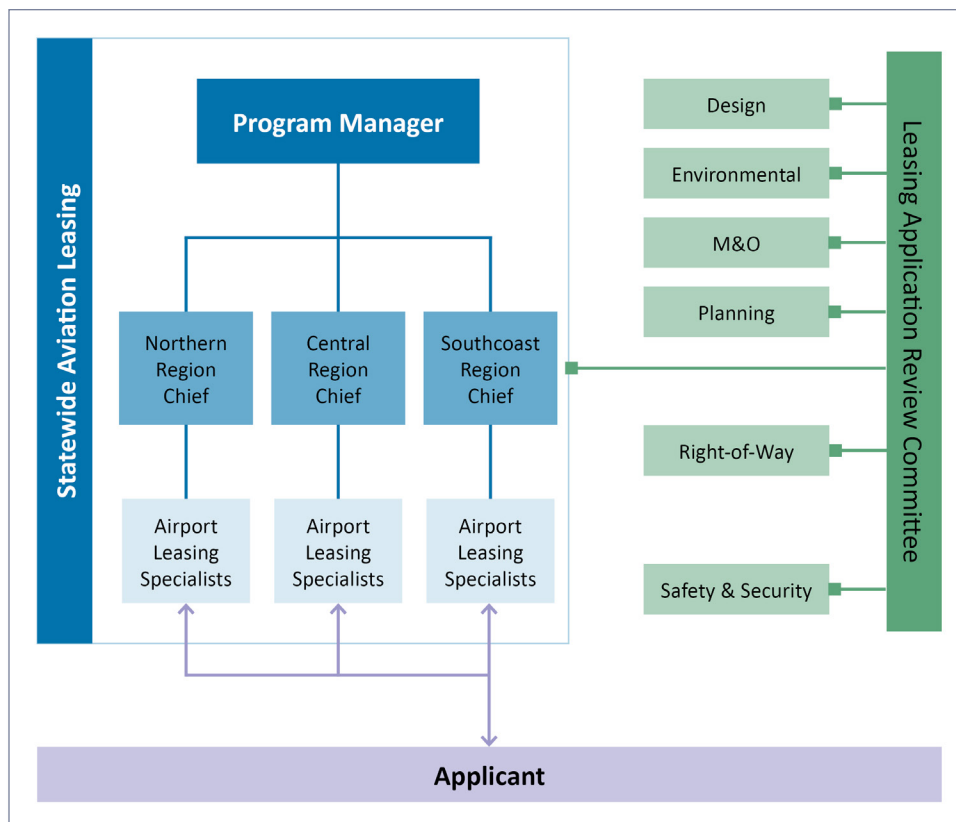 Statewide Aviation Leasing
Program Manager
Northern
Region
Chief
Central
Region
Chief
Southcoast
Region
Chief
Airport
Leasing
Specialists
Airport
Leasing
Specialists
Airport
Leasing
Specialists
Design
Environmental
M&O
Planning
Right-of-Way
Safety & Security
Leasing Application Review Committee
Applicant